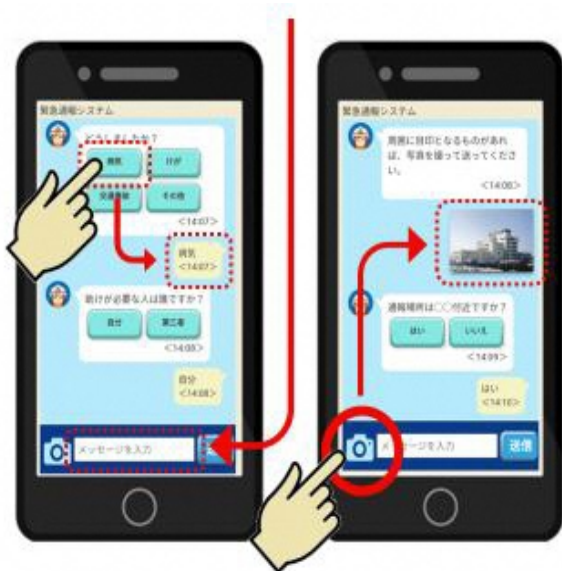 緊急通報システム
どうしましたか?
病気
けが
交通事故
その他
<14:07>
病気
<14:07>
助けが必要な人は誰ですか?
自分
第三者
<14:08>
自分
<14:08>
メッセージを入力
緊急通報システム
周囲に目印となるものがあれ
ば、写真を撮って送ってくださ
い。
<14:08>
通報場所は○○付近ですか?
はい
いいえ
<14:09>
はい
<14:10>
メッセージを入力
送信